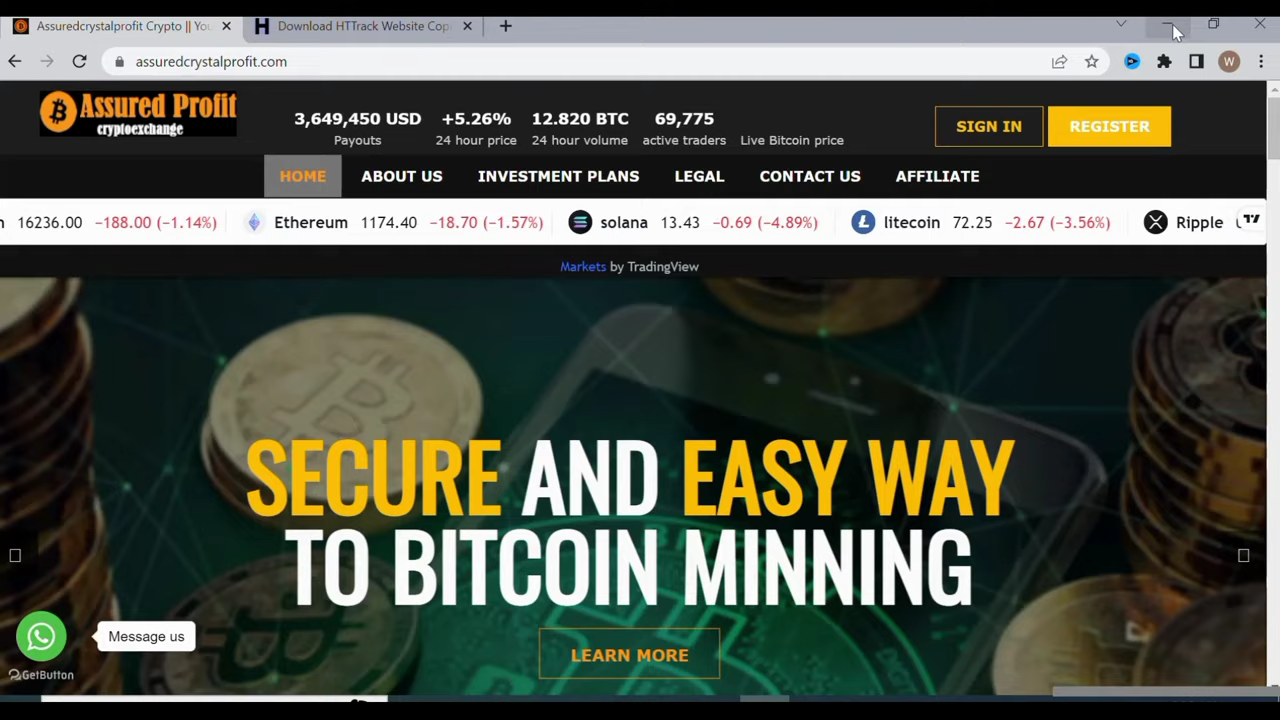 Assuredcrystalprofit Crypto || You
Download HTTrack Website Cop
assuredcrystalprofit.com
W
Assured Profit
cryptoexchange
3,649,450 USD +5.26% 12.820 BTC 69,775
Payouts 24 hour price 24 hour volume active traders Live Bitcoin price
SIGN IN REGISTER
HOME ABOUT US INVESTMENT PLANS LEGAL CONTACT US AFFILIATE
16236.00 −188.00 (−1.14%) Ethereum 1174.40 −18.70 (−1.57%) solana 13.43 −0.69 (−4.89%) litecoin 72.25 −2.67 (−3.56%) Ripple
Markets by TradingView
SECURE AND EASY WAY
TO BITCOIN MINNING
LEARN MORE
Message us
GetButton